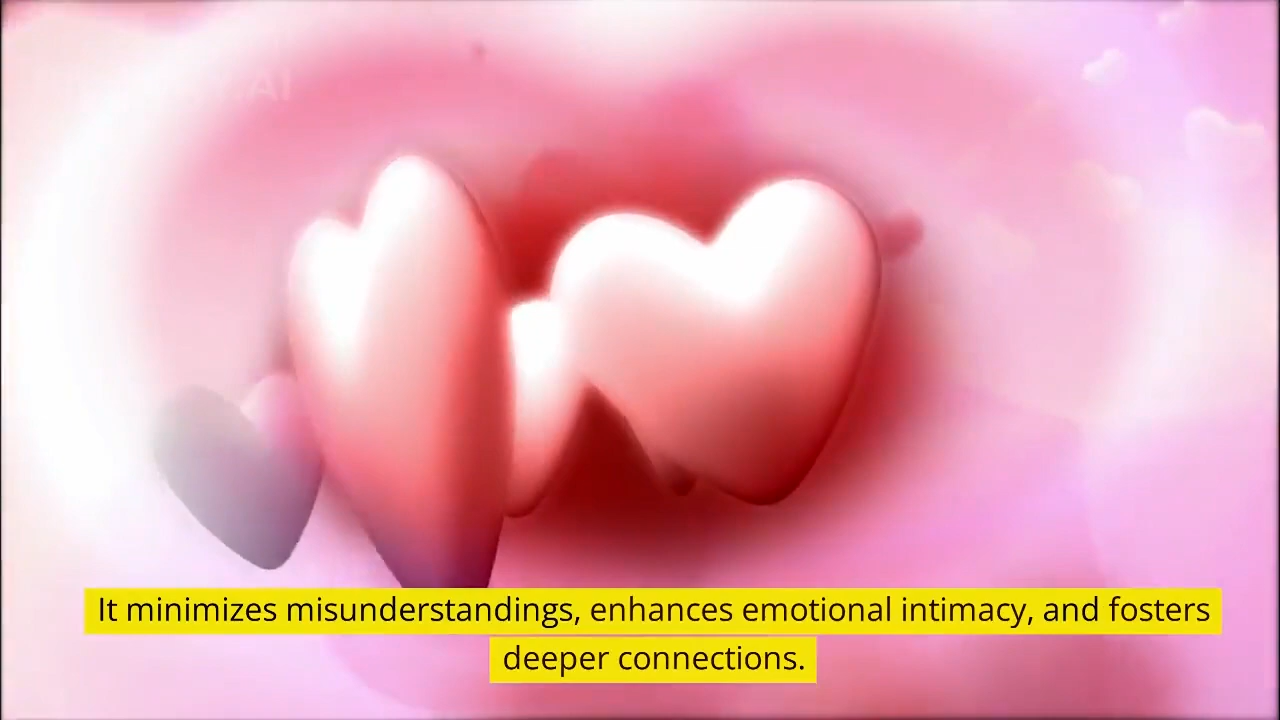 It minimizes misunderstandings, enhances emotional intimacy, and fosters
deeper connections.